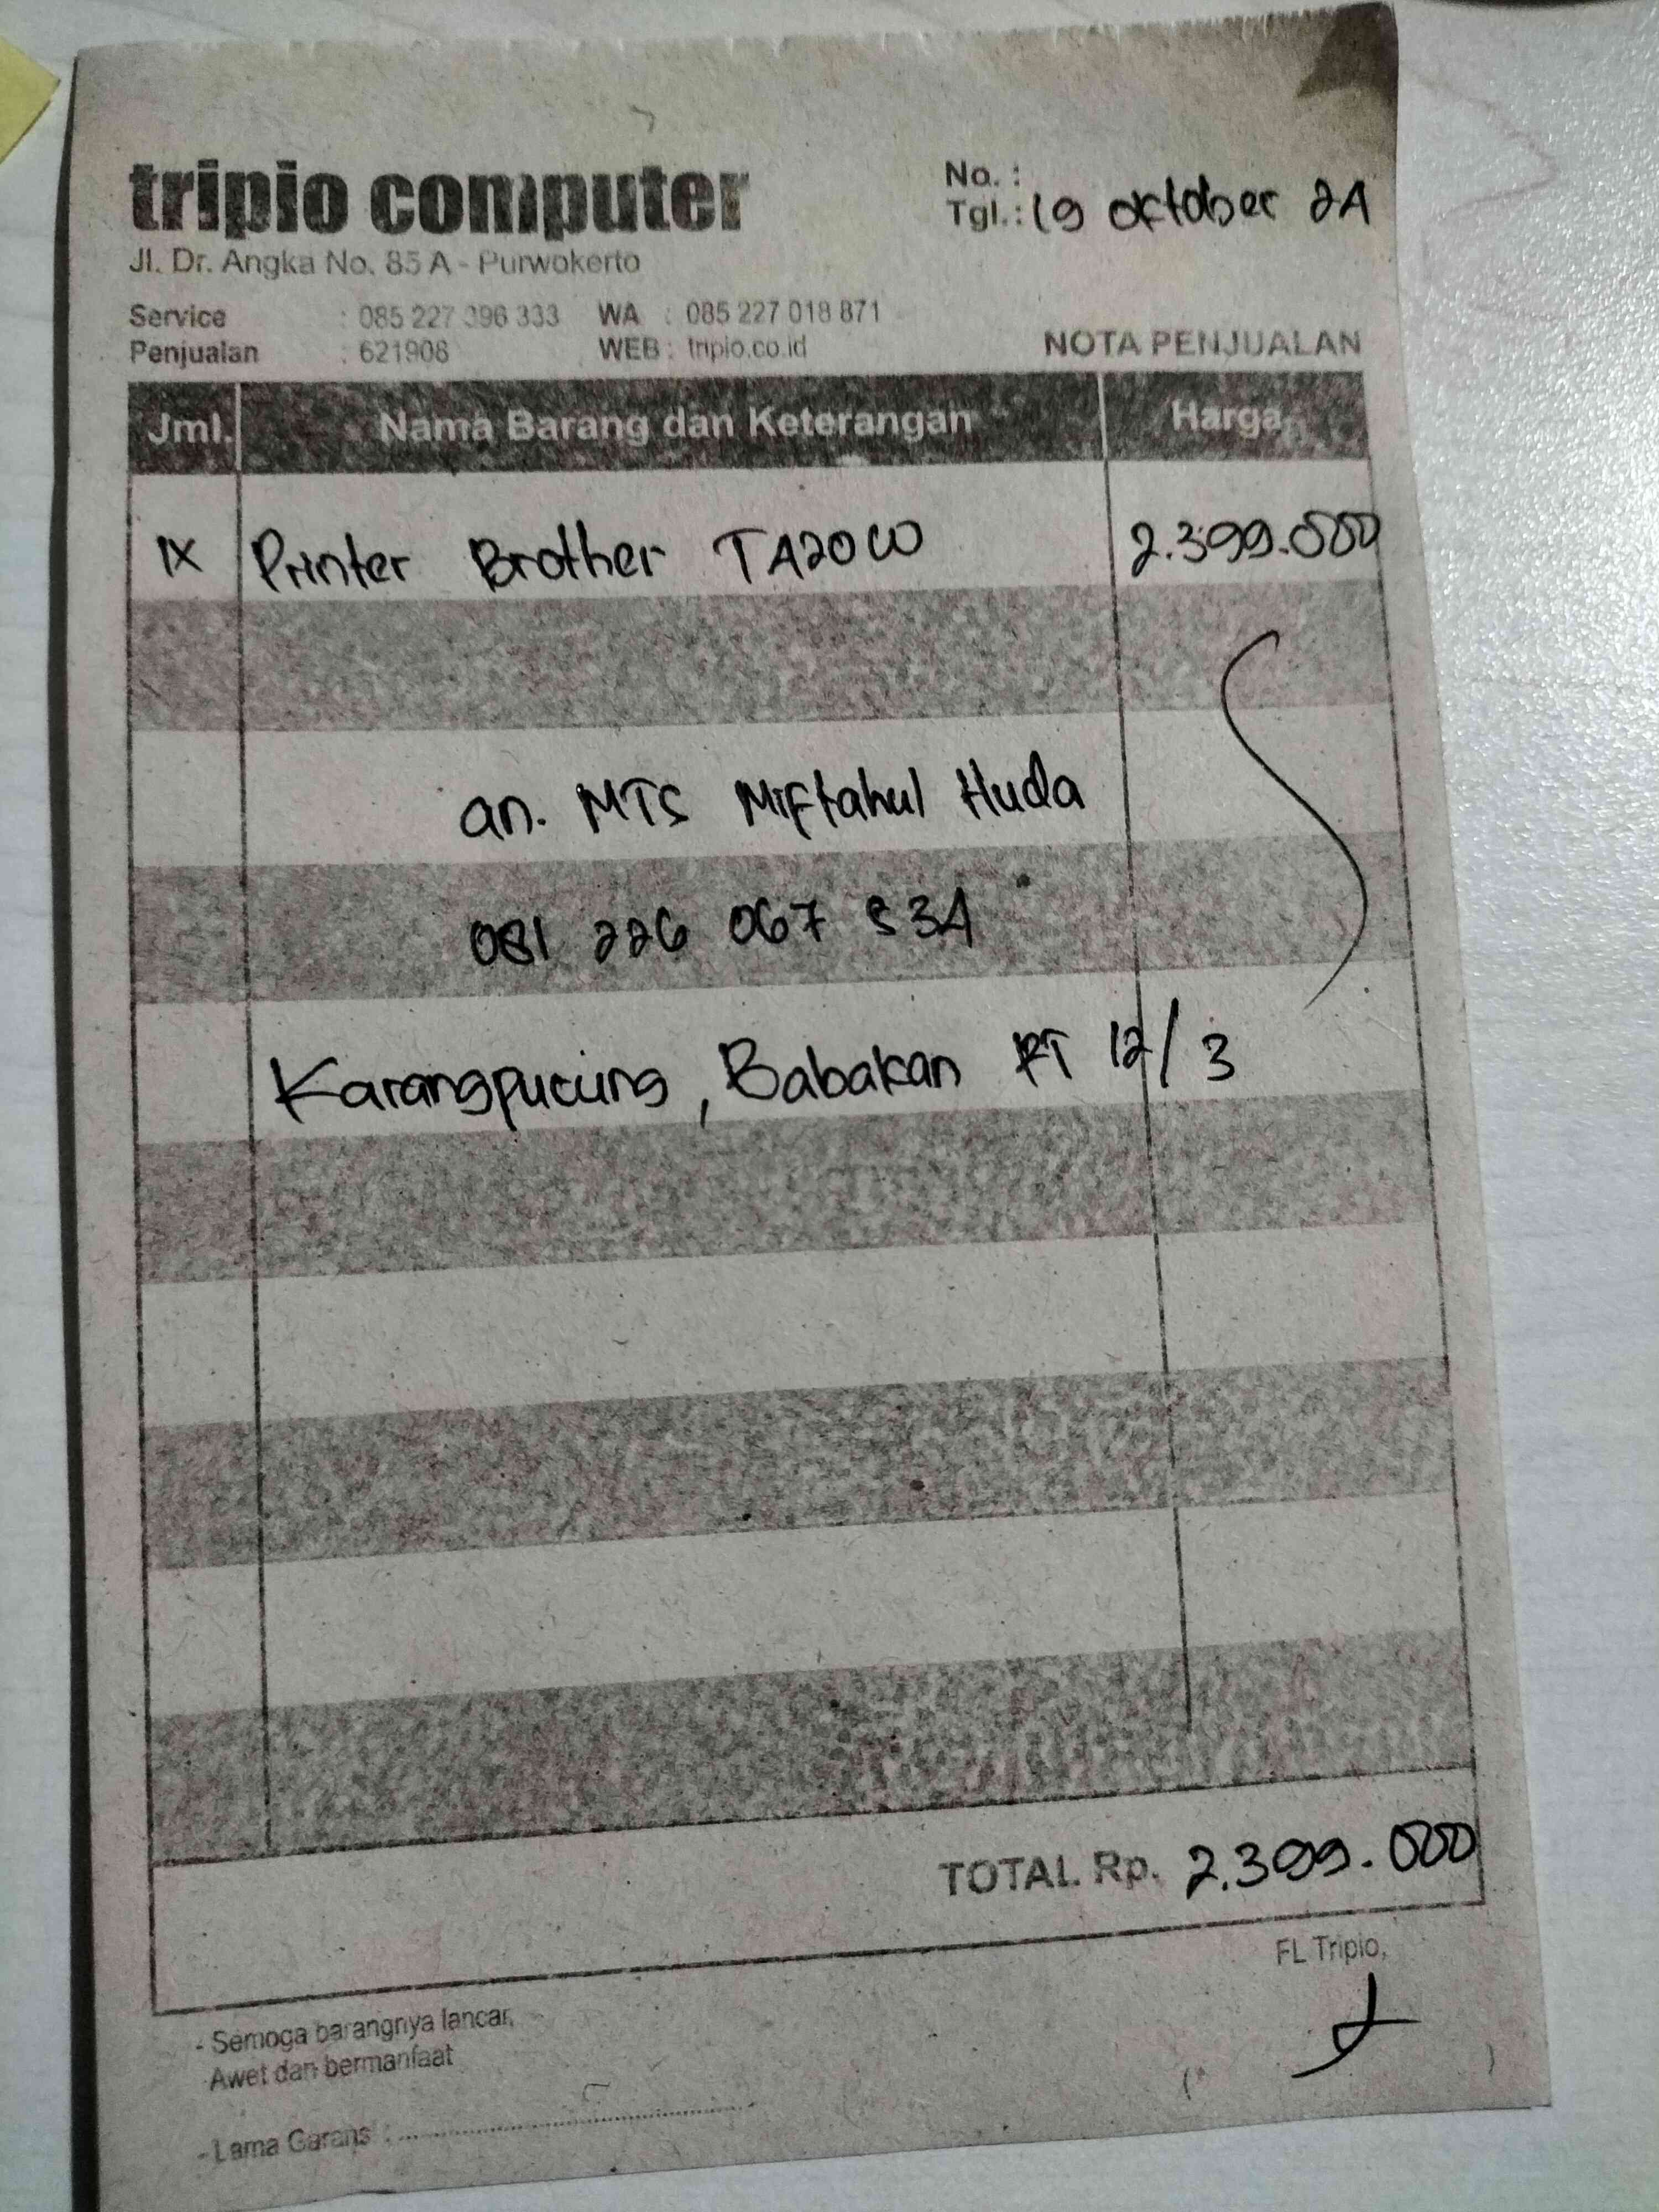 tripio computer
Jl. Dr. Angka No. 85 A - Purwokerto
No. :
Tgl. : 19 oktober 24
Service : 085 227 396 333 WA : 085 227 018 871
Penjualan : 621908 WEB : tripio.co.id
NOTA PENJUALAN
Jml. Nama Barang dan Keterangan Harga
1X Printer Brother T420W 2.399.000
an. MTS Miftahul Huda
081 226 067 834
Karangpucung, Babakan RT 12/3
TOTAL Rp. 2.399.000
FL Tripio,
- Semoga barangnya lancar,
Awet dan bermanfaat
- Lama Garans : ....................
( )